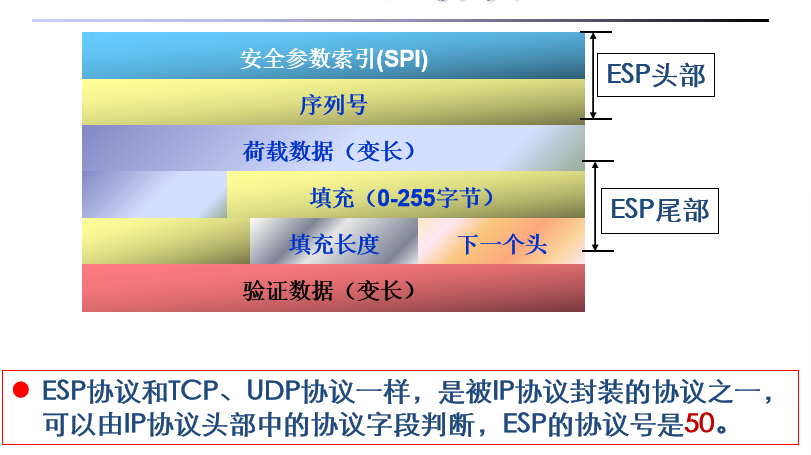 安全参数索引(SPI)
ESP头部
序列号
荷载数据（变长）
填充（0-255字节）
ESP尾部
填充长度
下一个头
验证数据（变长）
ESP协议和TCP、UDP协议一样，是被IP协议封装的协议之一，
可以由IP协议头部中的协议字段判断，ESP的协议号是50。